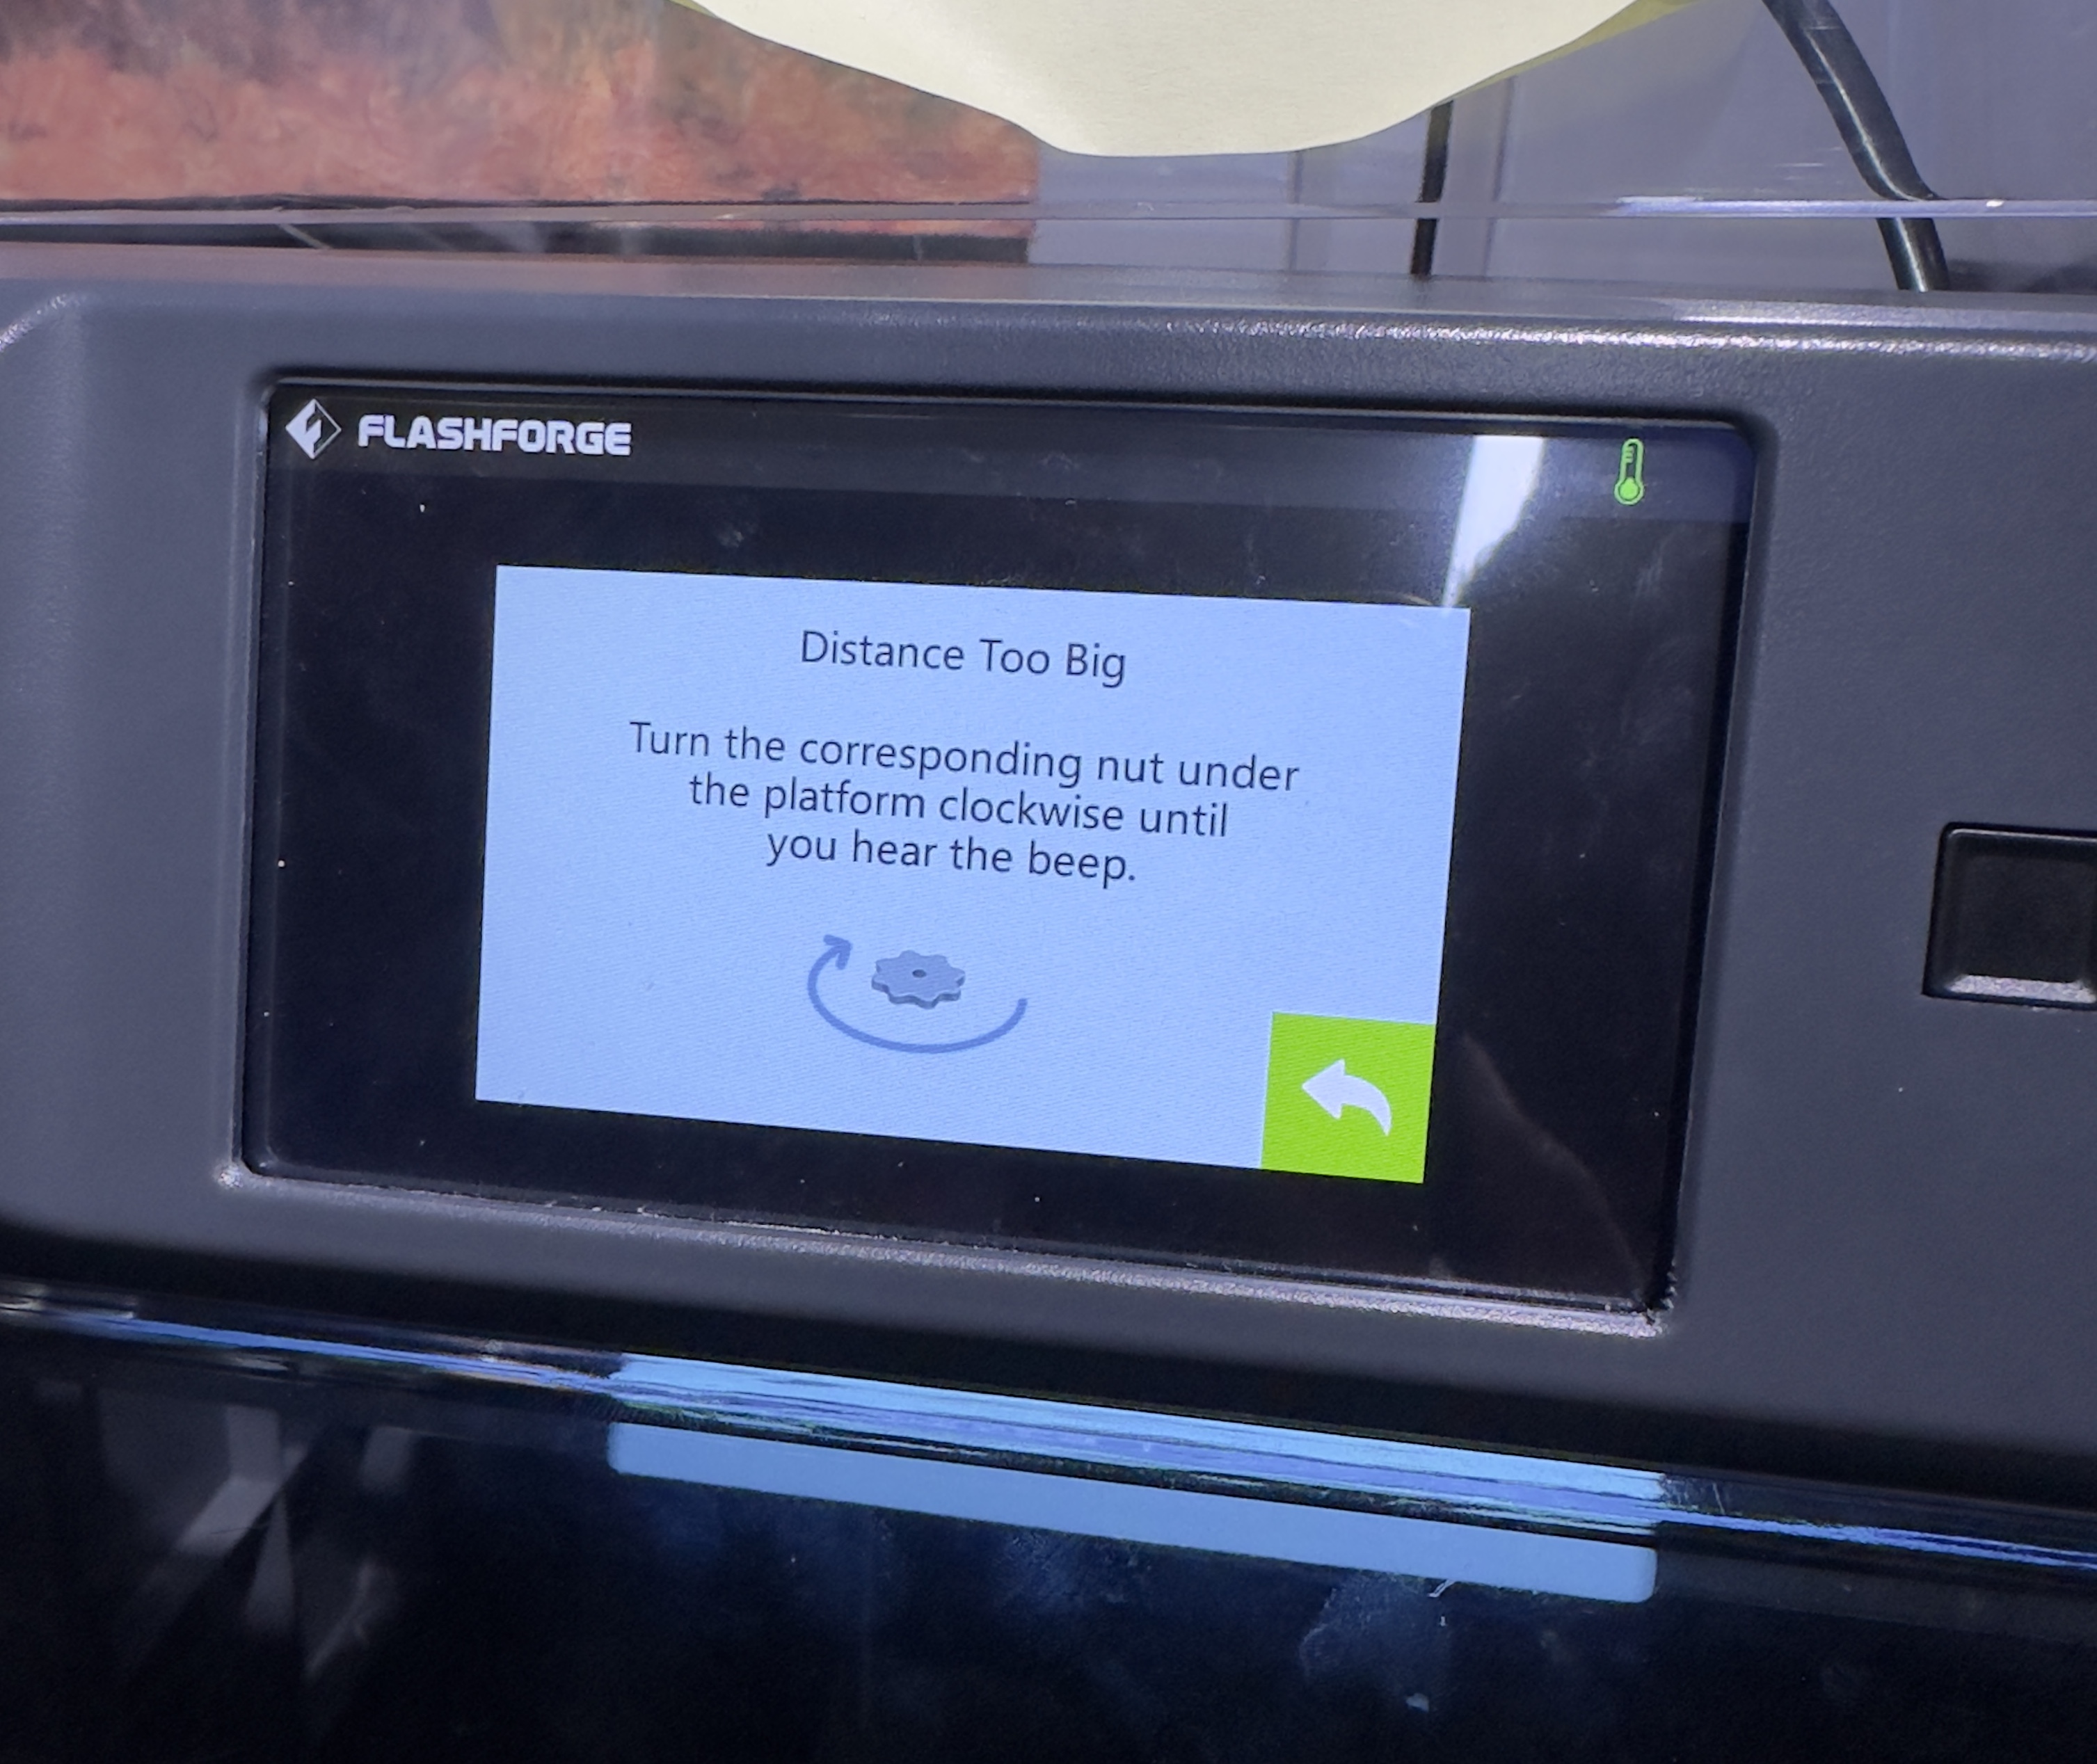 FLASHFORGE
Distance Too Big
Turn the corresponding nut under
the platform clockwise until
you hear the beep.